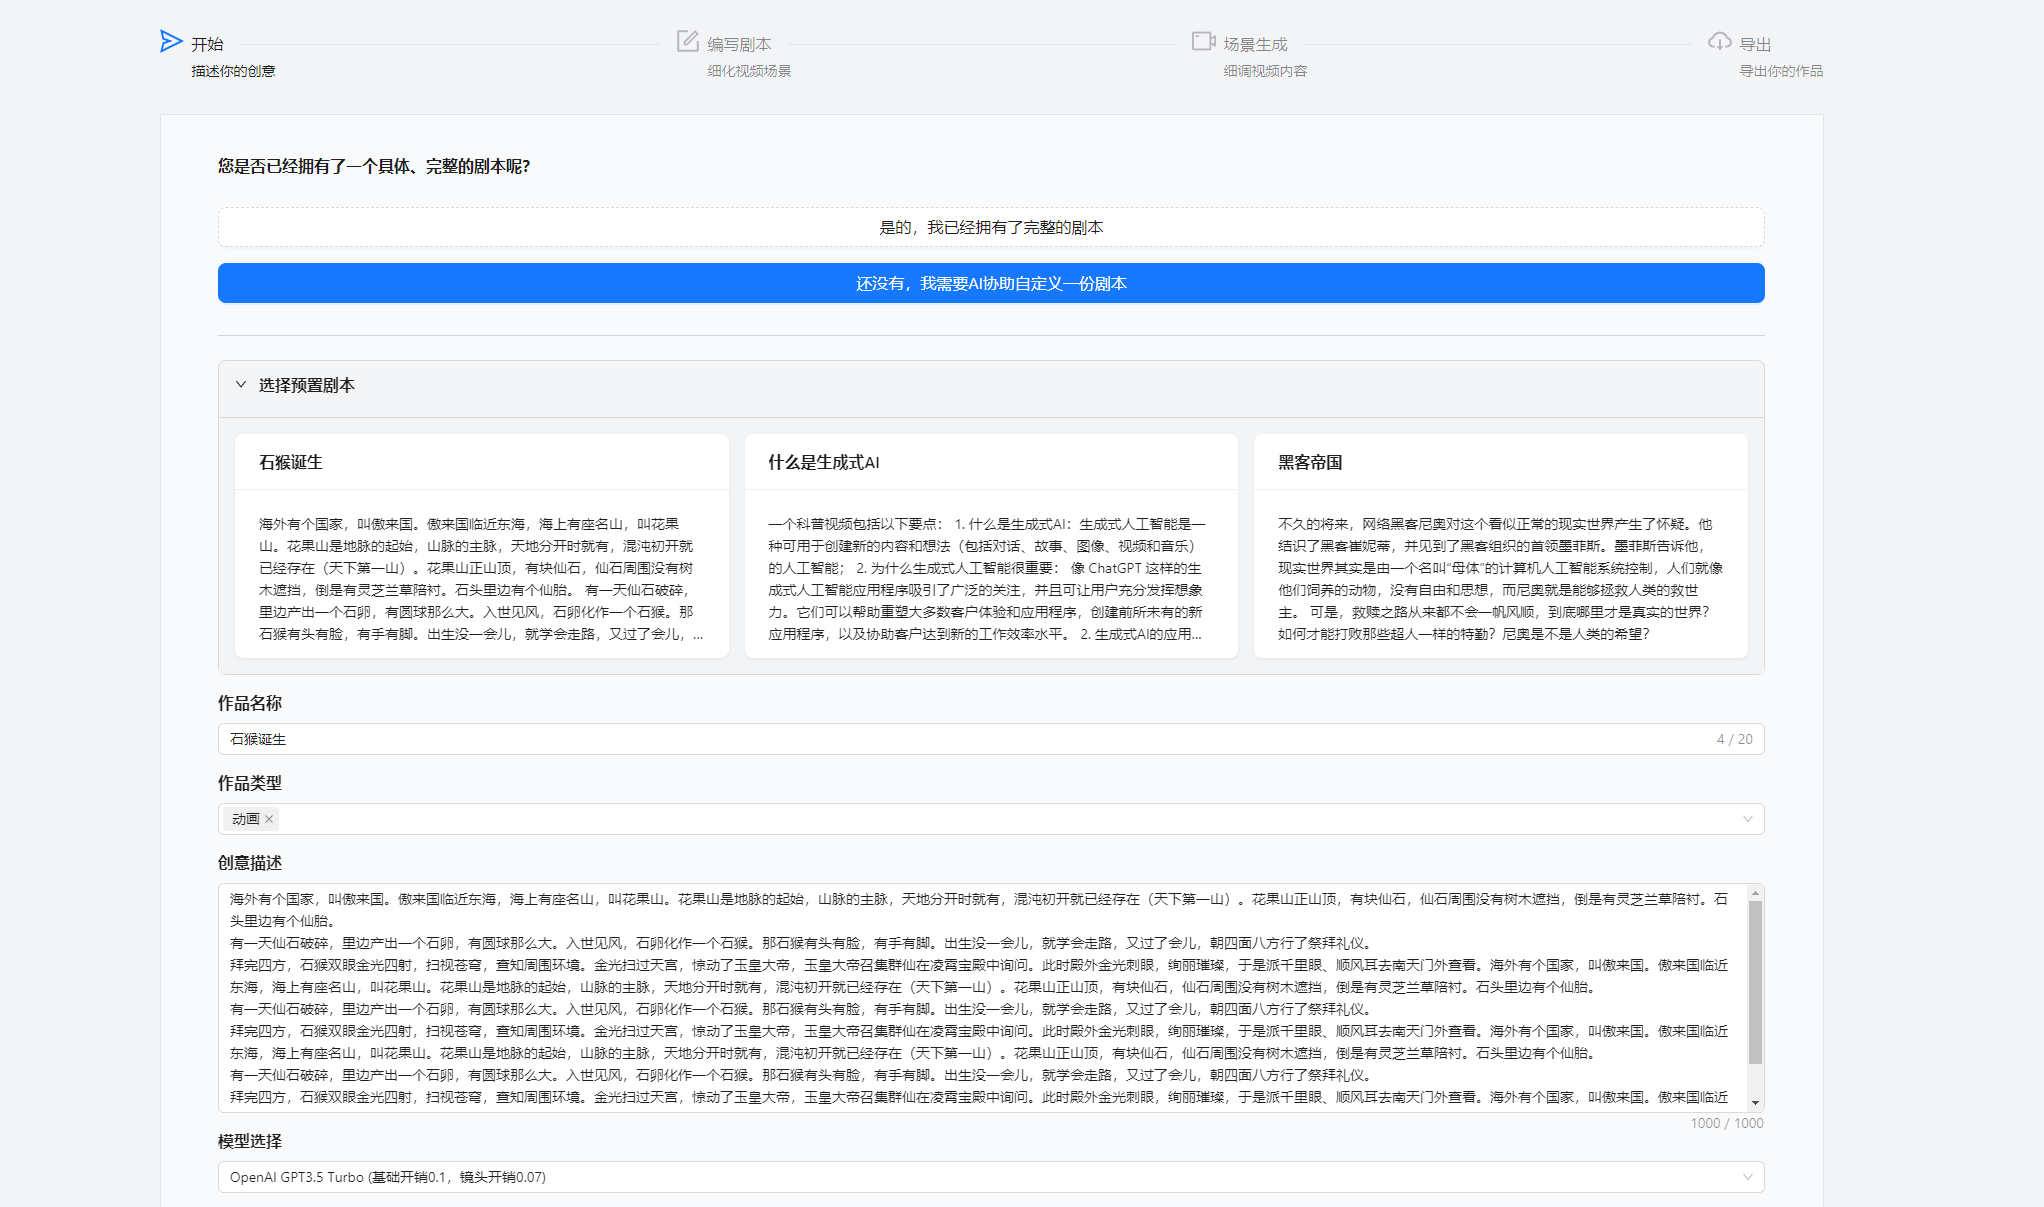 开始
描述你的创意
编写剧本
细化视频场景
场景生成
细调视频内容
导出
导出你的作品
您是否已经拥有了一个具体、完整的剧本呢?
是的，我已经拥有了完整的剧本
还没有，我需要AI协助自定义一份剧本
选择预置剧本
石猴诞生
海外有个国家，叫傲来国。傲来国临近东海，海上有座名山，叫花果
山。花果山是地脉的起始，山脉的主脉，天地分开时就有，混沌初开就
已经存在（天下第一山）。花果山正山顶，有块仙石，仙石周围没有树
木遮挡，倒是有灵芝兰草陪衬。石头里边有个仙胎。 有一天仙石破碎，
里边产出一个石卵，有圆球那么大。入世见风，石卵化作一个石猴。那
石猴有头有脸，有手有脚。出生没一会儿，就学会走路，又过了会儿，...
什么是生成式AI
一个科普视频包括以下要点： 1. 什么是生成式AI：生成式人工智能是一
种可用于创建新的内容和想法（包括对话、故事、图像、视频和音乐）
的人工智能； 2. 为什么生成式人工智能很重要： 像 ChatGPT 这样的生
成式人工智能应用程序吸引了广泛的关注，并且可让用户充分发挥想象
力。它们可以帮助重塑大多数客户体验和应用程序，创建前所未有的新
应用程序，以及协助客户达到新的工作效率水平。 2. 生成式AI的应用...
黑客帝国
不久的将来，网络黑客尼奥对这个看似正常的现实世界产生了怀疑。他
结识了黑客崔妮蒂，并见到了黑客组织的首领墨菲斯。墨菲斯告诉他，
现实世界其实是由一个名叫“母体”的计算机人工智能系统控制，人们就像
他们饲养的动物，没有自由和思想，而尼奥就是能够拯救人类的救世
主。 可是，救赎之路从来都不会一帆风顺，到底哪里才是真实的世界？
如何才能打败那些超人一样的特勤？尼奥是不是人类的希望？
作品名称
石猴诞生
4 / 20
作品类型
动画 ×
创意描述
海外有个国家，叫傲来国。傲来国临近东海，海上有座名山，叫花果山。花果山是地脉的起始，山脉的主脉，天地分开时就有，混沌初开就已经存在（天下第一山）。花果山正山顶，有块仙石，仙石周围没有树木遮挡，倒是有灵芝兰草陪衬。石
头里边有个仙胎。
有一天仙石破碎，里边产出一个石卵，有圆球那么大。入世见风，石卵化作一个石猴。那石猴有头有脸，有手有脚。出生没一会儿，就学会走路，又过了会儿，朝四面八方行了祭拜礼仪。
拜完四方，石猴双眼金光四射，扫视苍穹，查知周围环境。金光扫过天宫，惊动了玉皇大帝，玉皇大帝召集群仙在凌霄宝殿中询问。此时殿外金光刺眼，绚丽璀璨，于是派千里眼、顺风耳去南天门外查看。海外有个国家，叫傲来国。傲来国临近
东海，海上有座名山，叫花果山。花果山是地脉的起始，山脉的主脉，天地分开时就有，混沌初开就已经存在（天下第一山）。花果山正山顶，有块仙石，仙石周围没有树木遮挡，倒是有灵芝兰草陪衬。石头里边有个仙胎。
有一天仙石破碎，里边产出一个石卵，有圆球那么大。入世见风，石卵化作一个石猴。那石猴有头有脸，有手有脚。出生没一会儿，就学会走路，又过了会儿，朝四面八方行了祭拜礼仪。
拜完四方，石猴双眼金光四射，扫视苍穹，查知周围环境。金光扫过天宫，惊动了玉皇大帝，玉皇大帝召集群仙在凌霄宝殿中询问。此时殿外金光刺眼，绚丽璀璨，于是派千里眼、顺风耳去南天门外查看。海外有个国家，叫傲来国。傲来国临近
东海，海上有座名山，叫花果山。花果山是地脉的起始，山脉的主脉，天地分开时就有，混沌初开就已经存在（天下第一山）。花果山正山顶，有块仙石，仙石周围没有树木遮挡，倒是有灵芝兰草陪衬。石头里边有个仙胎。
有一天仙石破碎，里边产出一个石卵，有圆球那么大。入世见风，石卵化作一个石猴。那石猴有头有脸，有手有脚。出生没一会儿，就学会走路，又过了会儿，朝四面八方行了祭拜礼仪。
拜完四方，石猴双眼金光四射，扫视苍穹，查知周围环境。金光扫过天宫，惊动了玉皇大帝，玉皇大帝召集群仙在凌霄宝殿中询问。此时殿外金光刺眼，绚丽璀璨，于是派千里眼、顺风耳去南天门外查看。海外有个国家，叫傲来国。傲来国临近
1000 / 1000
模型选择
OpenAI GPT3.5 Turbo (基础开销0.1，镜头开销0.07)